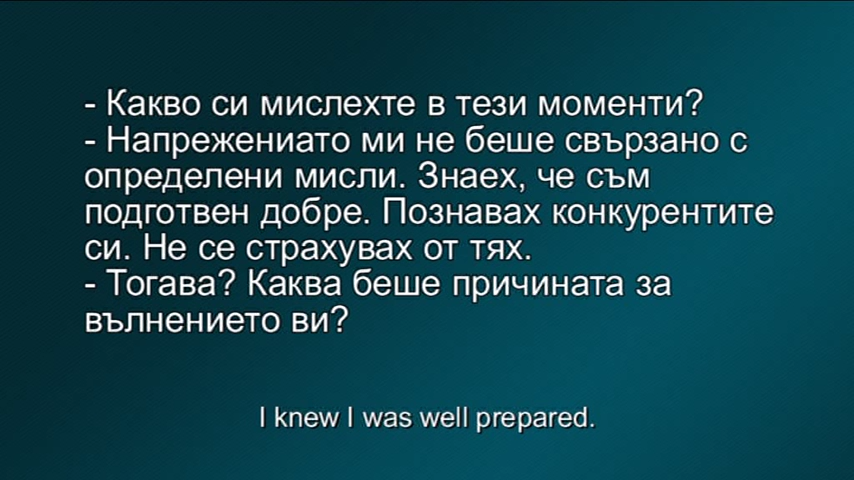 - Какво си мислехте в тези моменти?
- Напрежениато ми не беше свързано с
определени мисли. Знаех, че съм
подготвен добре. Познавах конкурентите
си. Не се страхувах от тях.
- Тогава? Каква беше причината за
вълнението ви?
I knew I was well prepared.